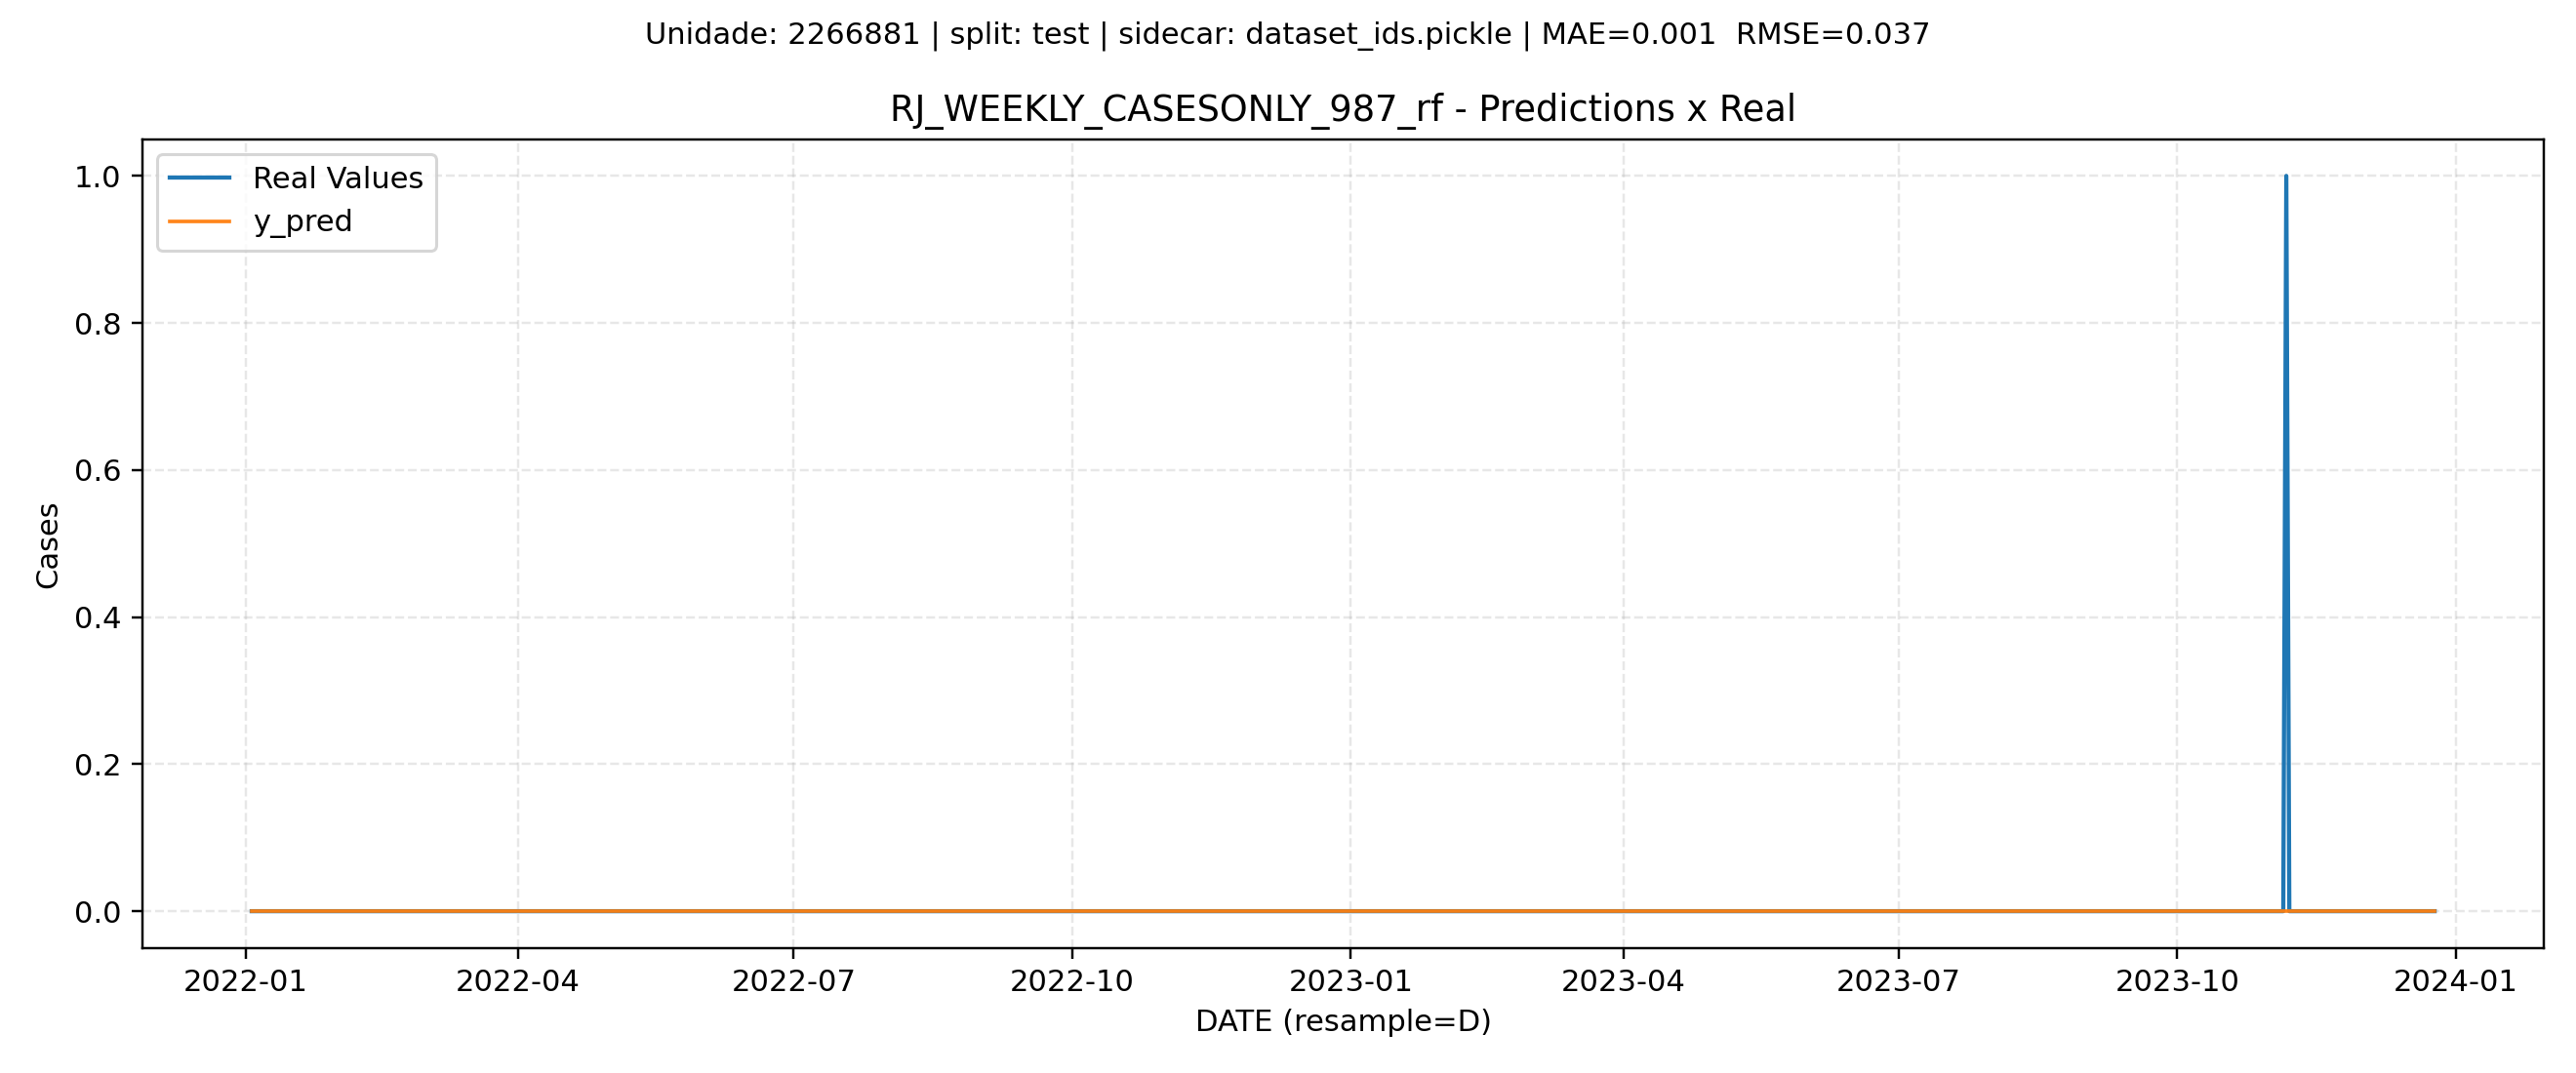 Unidade: 2266881 | split: test | sidecar: dataset_ids.pickle | MAE=0.001  RMSE=0.037
RJ_WEEKLY_CASESONLY_987_rf - Predictions x Real
Real Values
y_pred
1.0
0.8
0.6
0.4
0.2
0.0
Cases
2022-01 2022-04 2022-07 2022-10 2023-01 2023-04 2023-07 2023-10 2024-01
DATE (resample=D)